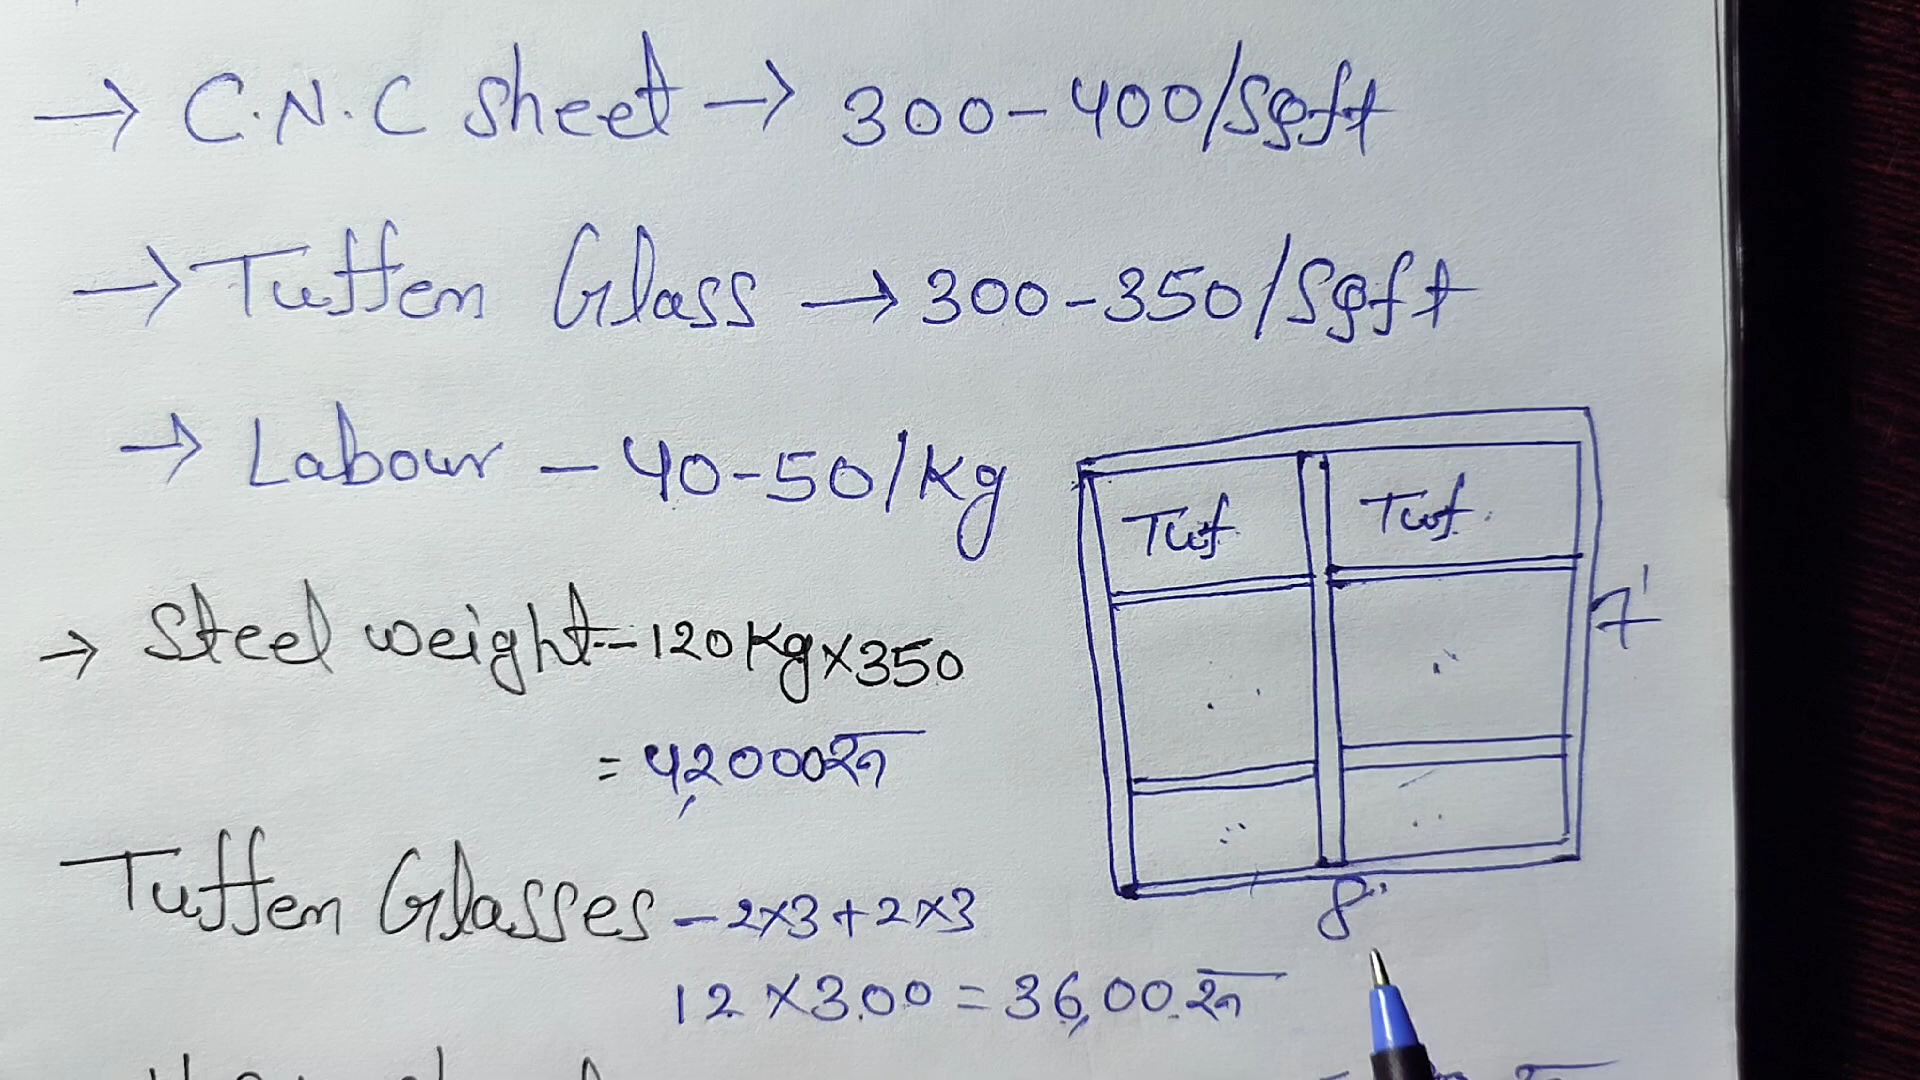 → C.N.C Sheet → 300-400/Sqft
→ Tuffen Glass → 300-350/Sqft
→ Labour - 40-50/Kg
Tuf. Tuf.
7'
→ Steel weight - 120Kg×350
= 42000रु
8'
Tuffen Glasses - 2×3+2×3
12×300 = 3600रु